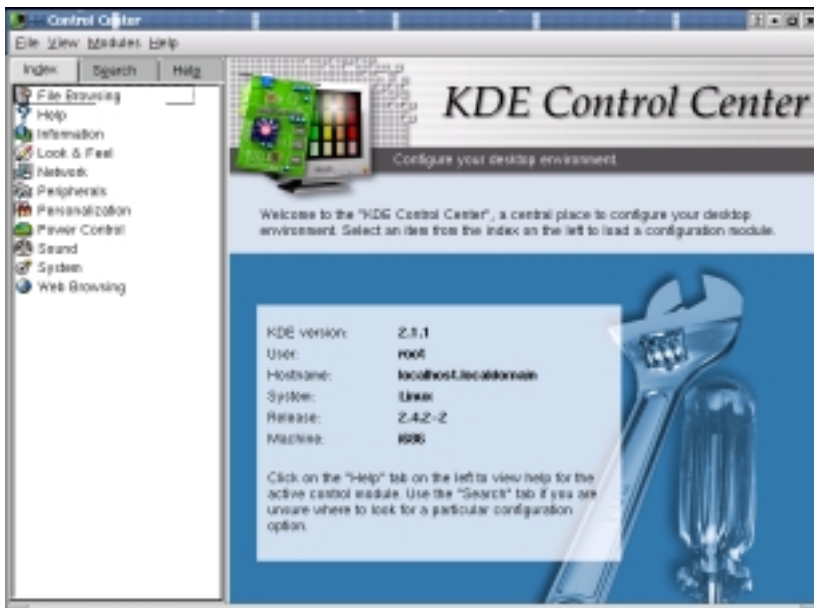 Control Center
File View Modules Help
Index Search Help
File Browsing
Help
Information
Look & Feel
Network
Peripherals
Personalization
Power Control
Sound
System
Web Browsing
KDE Control Center
Configure your desktop environment.
Welcome to the "KDE Control Center", a central place to configure your desktop
environment. Select an item from the index on the left to load a configuration module.
KDE version: 2.1.1
User: root
Hostname: localhost.localdomain
System: Linux
Release: 2.4.2-2
Machine: i686
Click on the "Help" tab on the left to view help for the
active control module. Use the "Search" tab if you are
unsure where to look for a particular configuration
option.